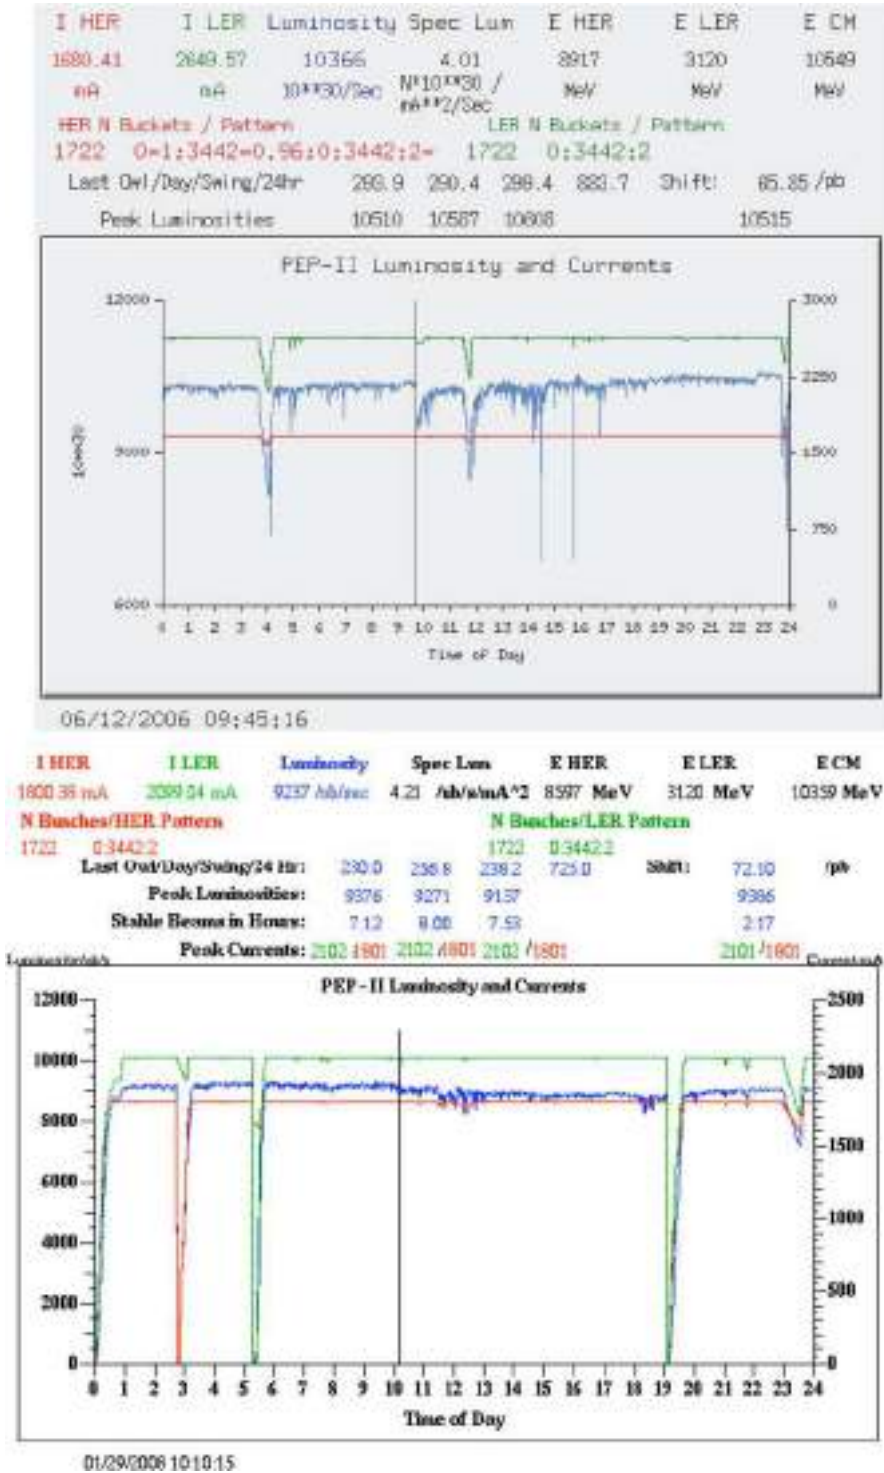 I HER I LER Luminosity Spec Lum E HER E LER E CM
1680.41 2649.57 10366 4.01 8917 3120 10549
mA mA 10**30/Sec N*10**30 / mA**2/Sec MeV MeV MeV
HER N Buckets / Pattern LER N Buckets / Pattern
1722 0-1:3442=0.96:0:3442:2= 1722 0:3442:2
Last Owl/Day/Swing/24hr 293.9 290.4 298.4 882.7 Shift: 65.85 /pb
Peek Luminosities 10510 10587 10608 10515
PEP-II Luminosity and Currents
12000 3000
2250
10**30
9000 1500
750
6000 0
0 1 2 3 4 5 6 7 8 9 10 11 12 13 14 15 16 17 18 19 20 21 22 23 24
Time of Day
06/12/2006 09:45:16
I HER I LER Luminosity Spec Lum E HER E LER E CM
1800.38 mA 2099.04 mA 9237 /nb/sec 4.21 /nb/s/mA^2 8597 MeV 3120 MeV 10359 MeV
N Bunches/HER Pattern N Bunches/LER Pattern
1722 0:3442:2 1722 0:3442:2
Last Owl/Day/Swing/24 Hr: 230.0 256.8 238.2 725.0 Shift: 72.10 /pb
Peak Luminosities: 9376 9271 9137 9386
Stable Beams in Hours: 7.12 8.00 7.53 2.17
Peak Currents: 2102 /1801 2102 /1801 2102 /1801 2101 /1801
PEP-II Luminosity and Currents
12000 2500
10000 2000
8000
1500
6000
1000
4000
2000 500
0 0
0 1 2 3 4 5 6 7 8 9 10 11 12 13 14 15 16 17 18 19 20 21 22 23 24
Time of Day
01/29/2008 10:10:15